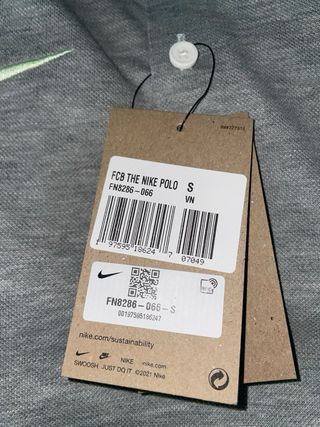 FCB THE NIKE POLO S
FN8286-066 VN
1 97595 18624 7 07049
FN8286-066-S
00197595186247
nike.com/sustainability
NIKE nike.com
SWOOSH JUST DO IT ©2021 Nike